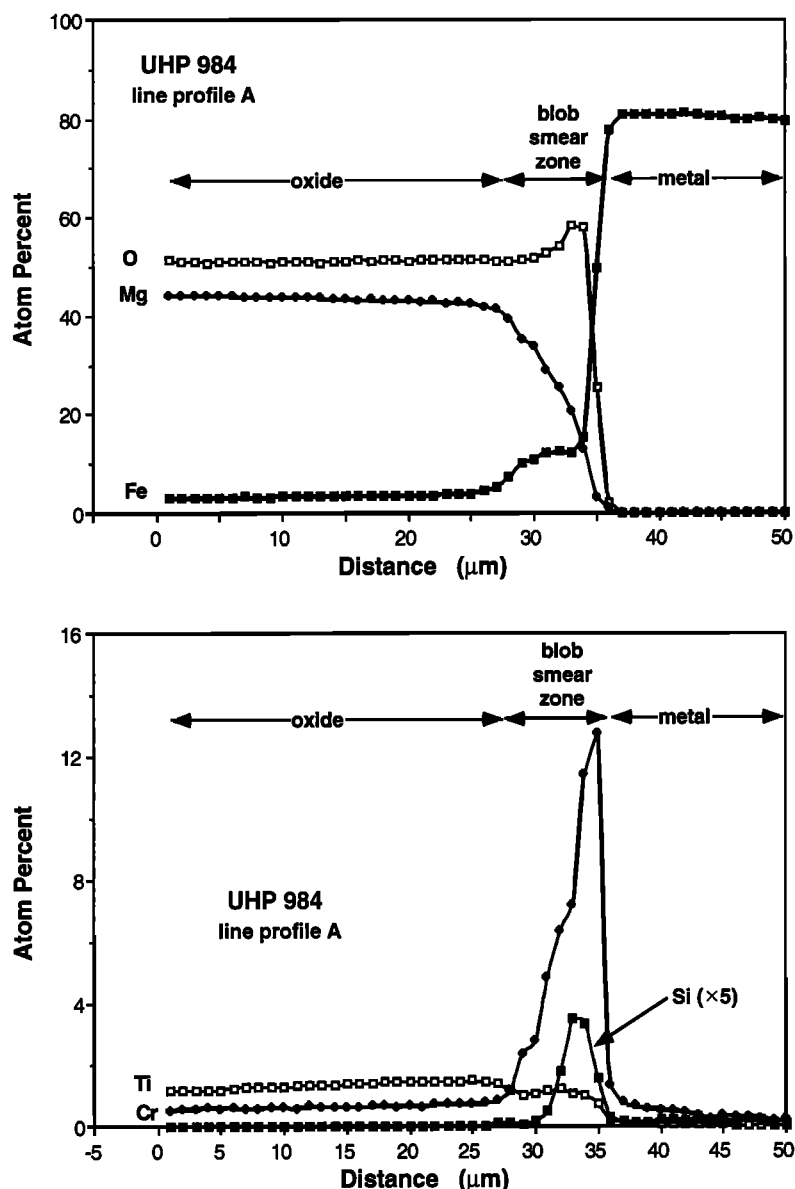 100
80
60
40
20
0
Atom Percent
UHP 984
line profile A
blob
smear
zone
oxide
metal
O
Mg
Fe
0
10
20
30
40
50
Distance (µm)
16
12
8
4
0
Atom Percent
blob
smear
zone
oxide
metal
UHP 984
line profile A
Si (×5)
Ti
Cr
-5
0
5
10
15
20
25
30
35
40
45
50
Distance (µm)